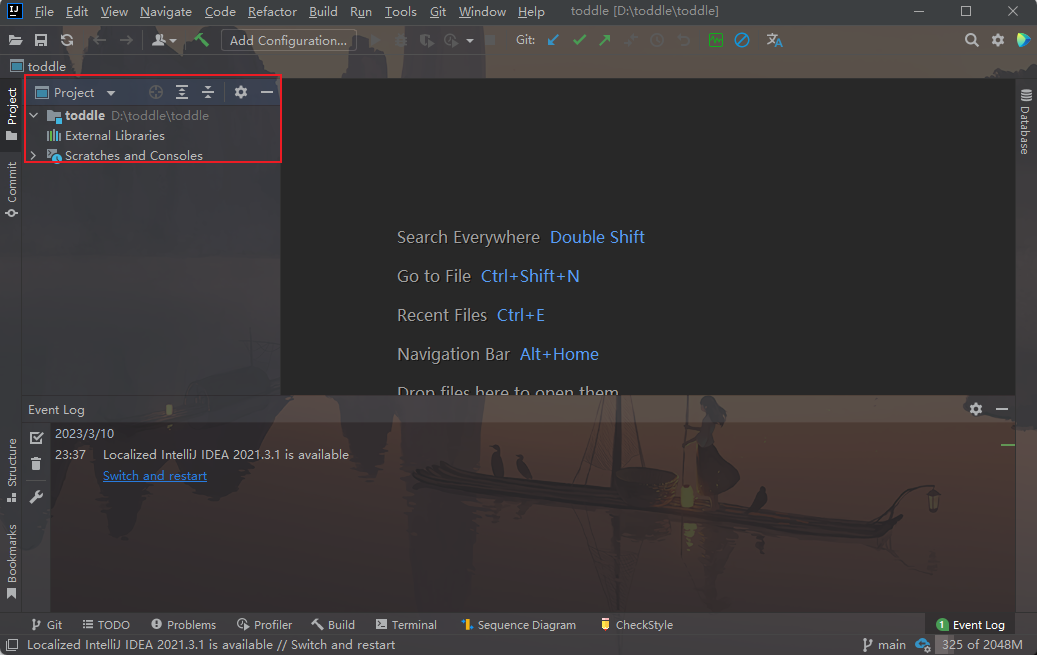 IJ File Edit View Navigate Code Refactor Build Run Tools Git Window Help toddle [D:\toddle\toddle]
Add Configuration... Git:
toddle
Project
Project
toddle D:\toddle\toddle
External Libraries
Scratches and Consoles
Commit
Database
Search Everywhere Double Shift
Go to File Ctrl+Shift+N
Recent Files Ctrl+E
Navigation Bar Alt+Home
Drop files here to open them
Event Log
2023/3/10
23:37 Localized IntelliJ IDEA 2021.3.1 is available
Switch and restart
Structure
Bookmarks
Git TODO Problems Profiler Build Terminal Sequence Diagram CheckStyle 1 Event Log
Localized IntelliJ IDEA 2021.3.1 is available // Switch and restart main 325 of 2048M